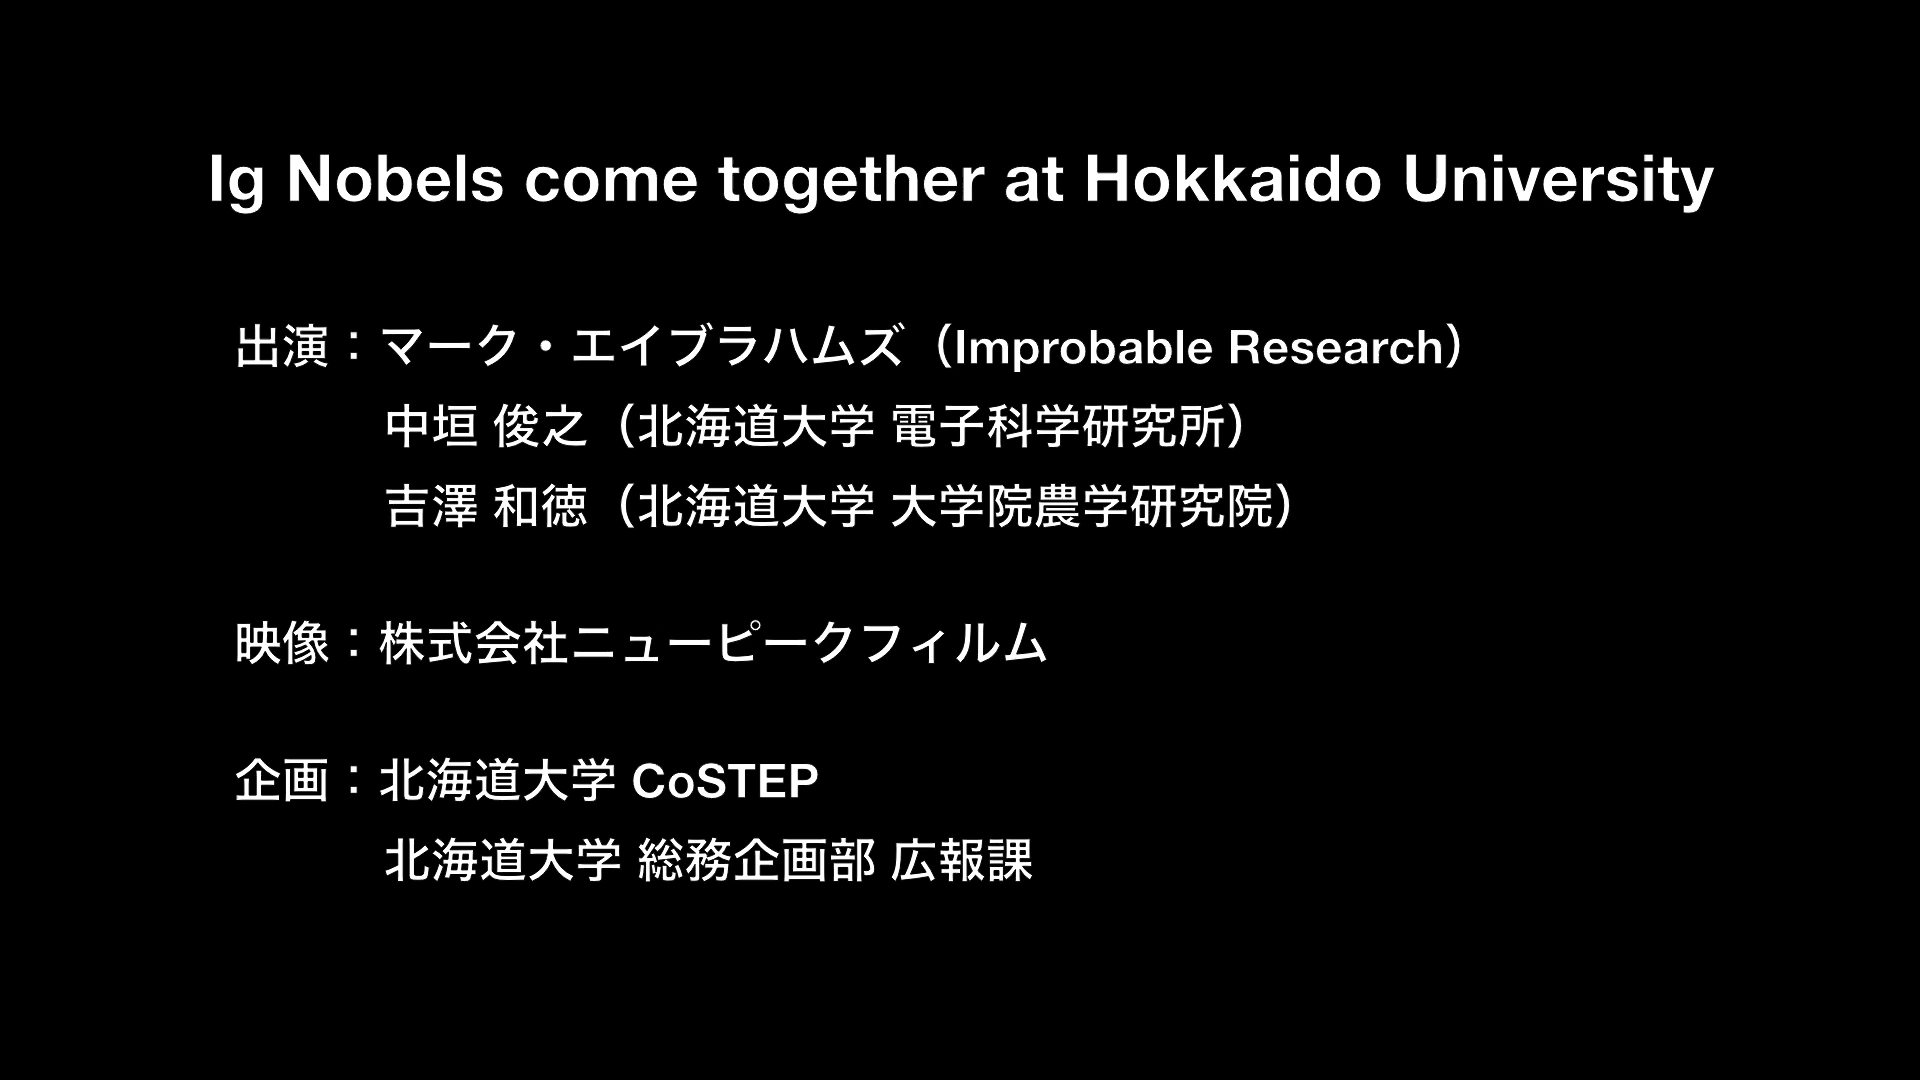 Ig Nobels come together at Hokkaido University
出演：マーク・エイブラハムズ（Improbable Research）
中垣 俊之（北海道大学 電子科学研究所）
吉澤 和徳（北海道大学 大学院農学研究院）
映像：株式会社ニューピークフィルム
企画：北海道大学 CoSTEP
北海道大学 総務企画部 広報課